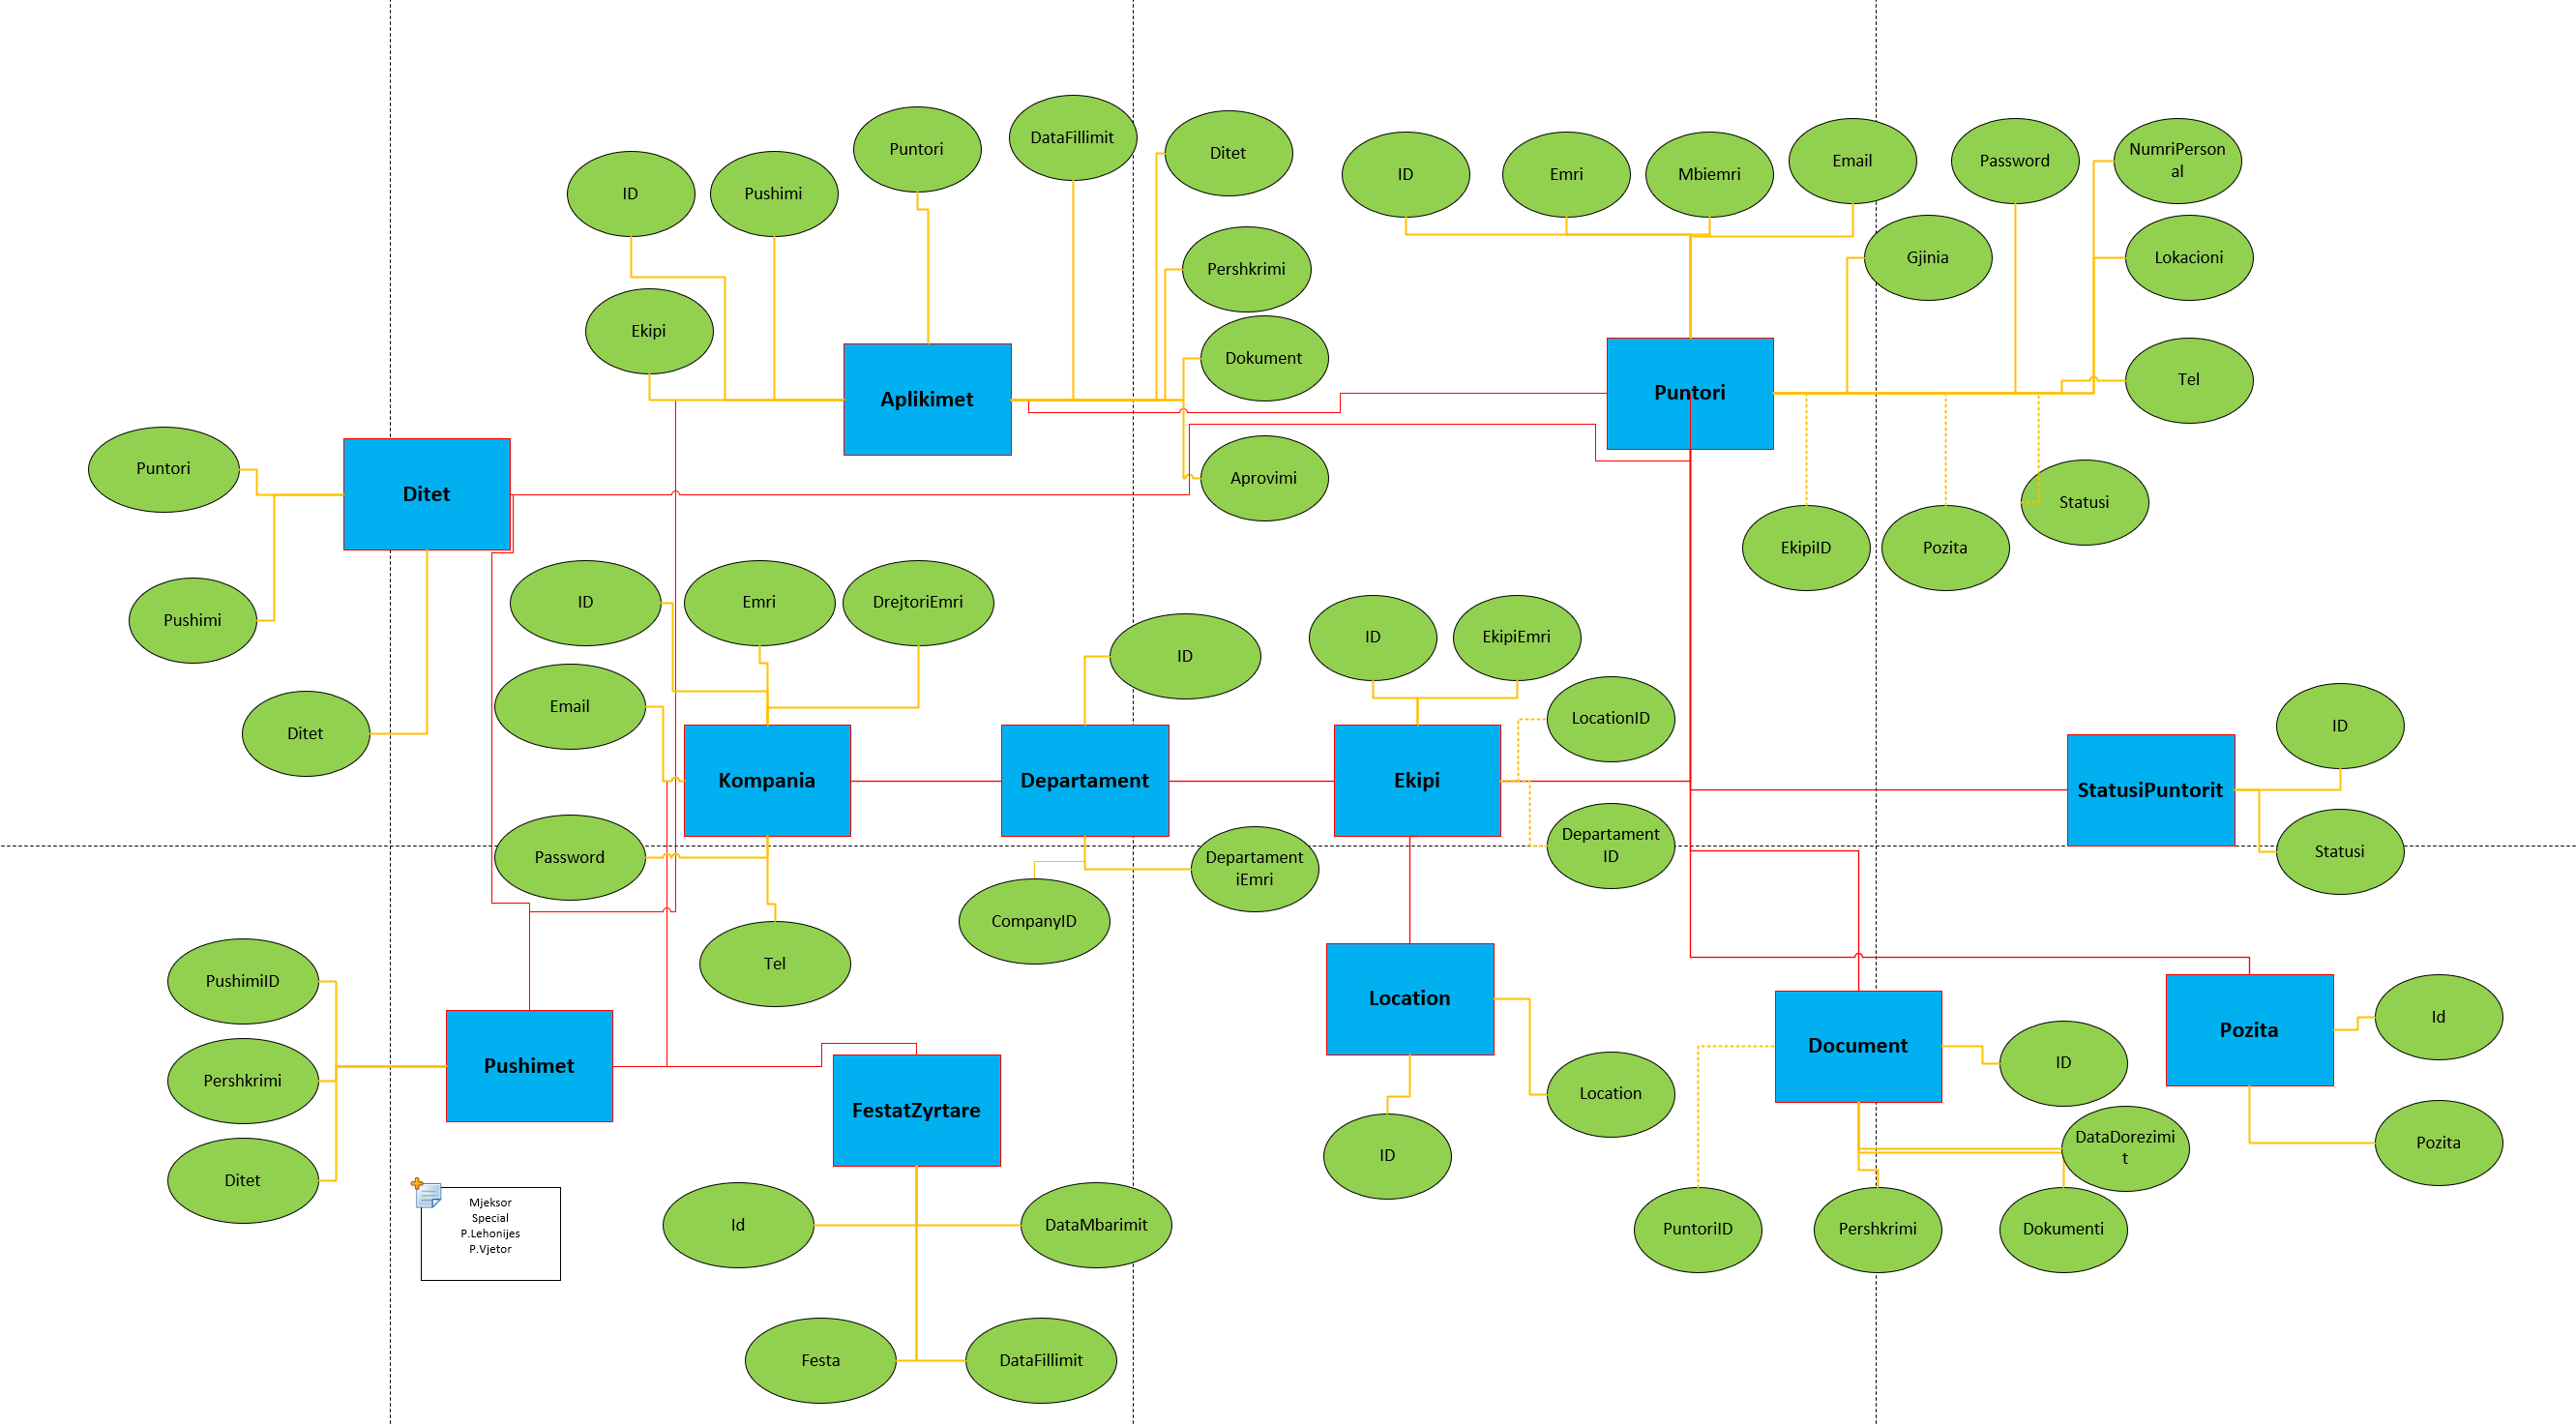 DataFillimit
Puntori
Ditet
ID
Pushimi
Pershkrimi
Ekipi
Dokument
Aplikimet
Aprovimi
ID
Emri
Mbiemri
Email
Password
NumriPerson
al
Gjinia
Lokacioni
Tel
Puntori
Statusi
EkipiID
Pozita
Puntori
Ditet
Pushimi
Ditet
ID
Emri
DrejtoriEmri
Email
Kompania
Password
Tel
ID
Departament
Departament
iEmri
CompanyID
ID
EkipiEmri
LocationID
Ekipi
Departament
ID
ID
StatusiPuntorit
Statusi
PushimiID
Pershkrimi
Pushimet
Ditet
Mjeksor
Special
P.Lehonijes
P.Vjetor
FestatZyrtare
Id
DataMbarimit
Festa
DataFillimit
Location
Location
ID
Document
ID
DataDorezimi
t
PuntoriID
Pershkrimi
Dokumenti
Pozita
Id
Pozita